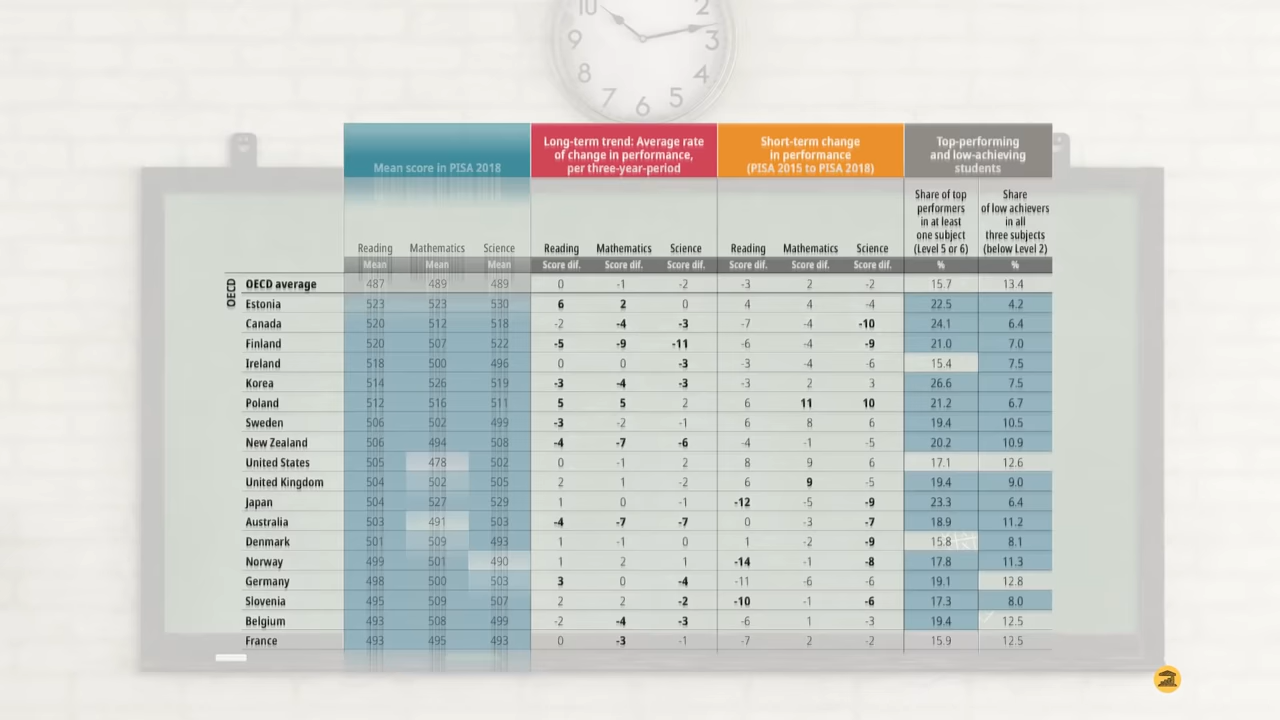 10 2
9 3
8 4
7 6 5
Mean score in PISA 2018
Long-term trend: Average rate
of change in performance,
per three-year-period
Short-term change
in performance
(PISA 2015 to PISA 2018)
Top-performing
and low-achieving
students
Reading Mathematics Science Reading Mathematics Science Reading Mathematics Science
Share of top
performers
in at least
one subject
(Level 5 or 6)
Share
of low achievers
in all
three subjects
(below Level 2)
Mean Mean Mean Score dif. Score dif. Score dif. Score dif. Score dif. Score dif. % %
OECD
OECD average 487 489 489 0 -1 -2 -3 2 -2 15.7 13.4
Estonia 523 523 530 6 2 0 4 4 -4 22.5 4.2
Canada 520 512 518 -2 -4 -3 -7 -4 -10 24.1 6.4
Finland 520 507 522 -5 -9 -11 -6 -4 -9 21.0 7.0
Ireland 518 500 496 0 0 -3 -3 -4 -6 15.4 7.5
Korea 514 526 519 -3 -4 -3 -3 2 3 26.6 7.5
Poland 512 516 511 5 5 2 6 11 10 21.2 6.7
Sweden 506 502 499 -3 -2 -1 6 8 6 19.4 10.5
New Zealand 506 494 508 -4 -7 -6 -4 -1 -5 20.2 10.9
United States 505 478 502 0 -1 2 8 9 6 17.1 12.6
United Kingdom 504 502 505 2 1 -2 6 9 -5 19.4 9.0
Japan 504 527 529 1 0 -1 -12 -5 -9 23.3 6.4
Australia 503 491 503 -4 -7 -7 0 -3 -7 18.9 11.2
Denmark 501 509 493 1 -1 0 1 -2 -9 15.8 8.1
Norway 499 501 490 1 2 1 -14 -1 -8 17.8 11.3
Germany 498 500 503 3 0 -4 -11 -6 -6 19.1 12.8
Slovenia 495 509 507 2 2 -2 -10 -1 -6 17.3 8.0
Belgium 493 508 499 -2 -4 -3 -6 1 -3 19.4 12.5
France 493 495 493 0 -3 -1 -7 2 -2 15.9 12.5